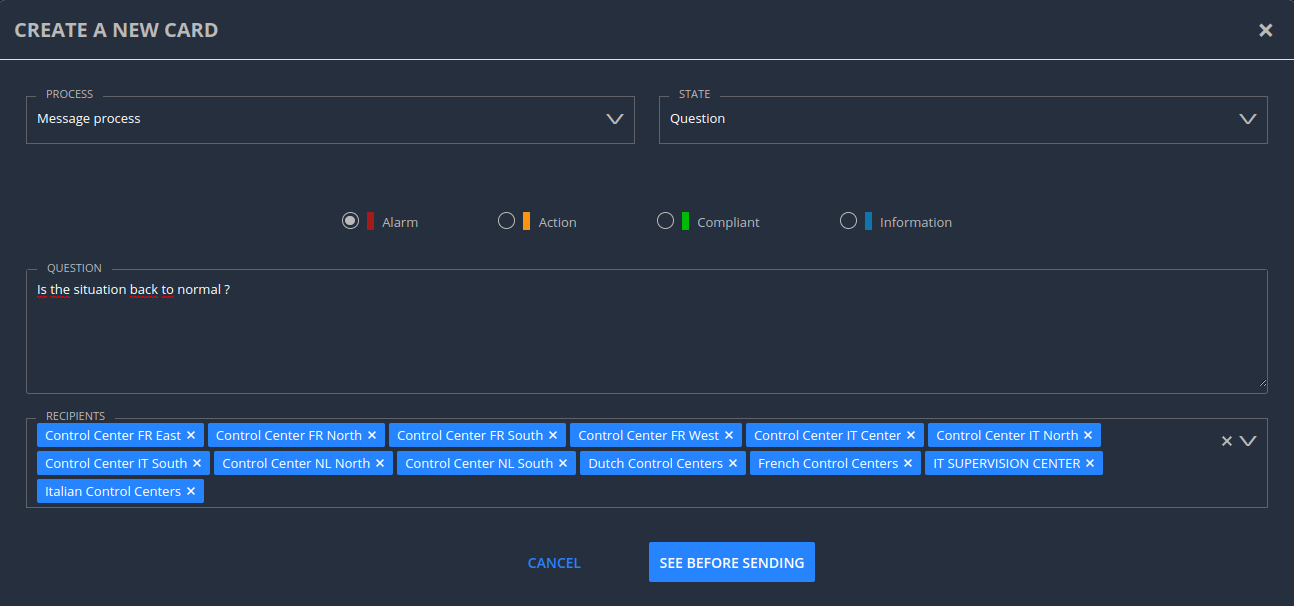 CREATE A NEW CARD
PROCESS
Message process
STATE
Question
Alarm
Action
Compliant
Information
QUESTION
Is the situation back to normal ?
RECIPIENTS
Control Center FR East × Control Center FR North × Control Center FR South × Control Center FR West × Control Center IT Center × Control Center IT North ×
Control Center IT South × Control Center NL North × Control Center NL South × Dutch Control Centers × French Control Centers × IT SUPERVISION CENTER ×
Italian Control Centers ×
CANCEL
SEE BEFORE SENDING